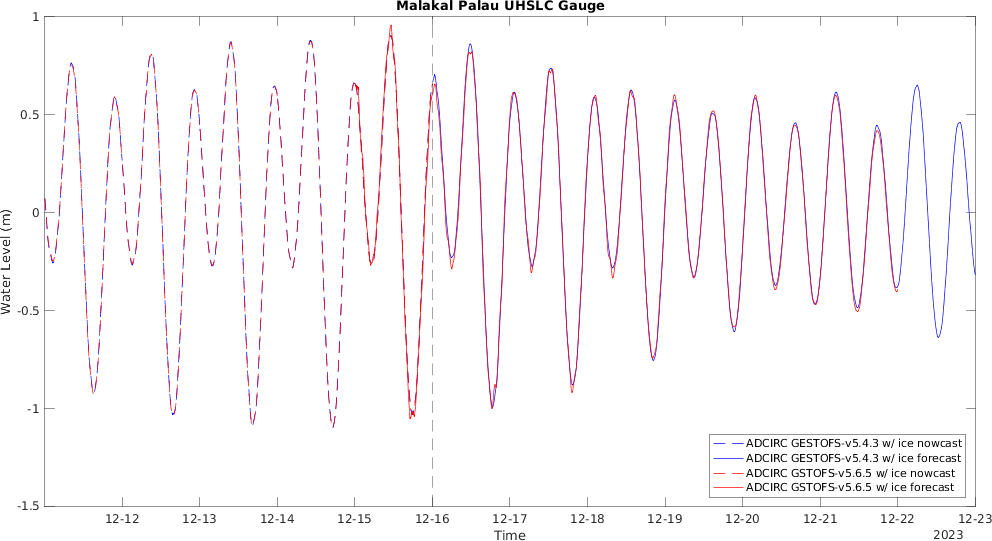 Malakal Palau UHSLC Gauge
1
0.5
0
-0.5
-1
-1.5
Water Level (m)
12-12
12-13
12-14
12-15
12-16
12-17
12-18
12-19
12-20
12-21
12-22
12-23
Time
2023
ADCIRC GESTOFS-v5.4.3 w/ ice nowcast
ADCIRC GESTOFS-v5.4.3 w/ ice forecast
ADCIRC GSTOFS-v5.6.5 w/ ice nowcast
ADCIRC GSTOFS-v5.6.5 w/ ice forecast